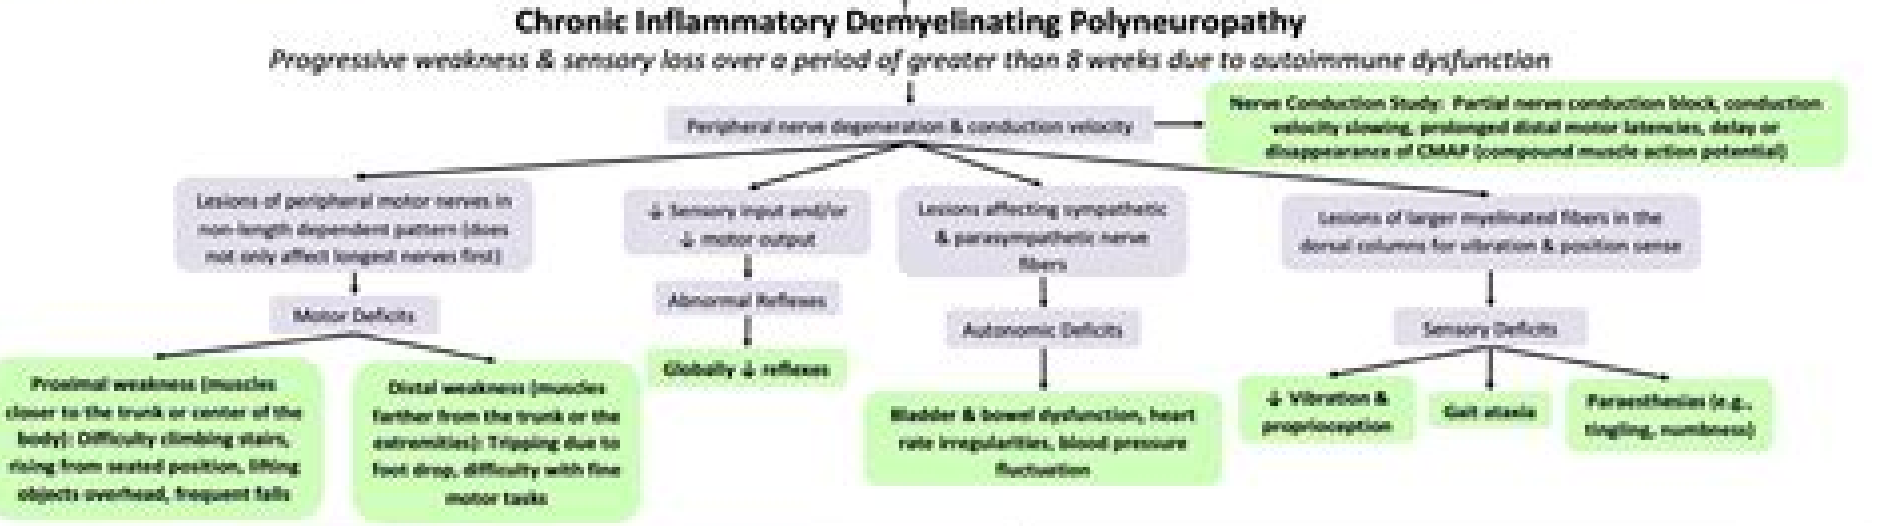 Chronic Inflammatory Demyelinating Polyneuropathy
Progressive weakness & sensory loss over a period of greater than 8 weeks due to autoimmune dysfunction
Peripheral nerve degeneration & conduction velocity
Nerve Conduction Study: Partial nerve conduction block, conduction
velocity slowing, prolonged distal motor latencies, delay or
disappearance of CMAP (compound muscle action potential)
Lesions of peripheral motor nerves in
non-length dependent pattern (does
not only affect longest nerves first)
↓ Sensory input and/or
↓ motor output
Lesions affecting sympathetic
& parasympathetic nerve
fibers
Lesions of larger myelinated fibers in the
dorsal columns for vibration & position sense
Motor Deficits
Abnormal Reflexes
Autonomic Deficits
Sensory Deficits
Proximal weakness (muscles
closer to the trunk or center of the
body): Difficulty climbing stairs,
rising from seated position, lifting
objects overhead, frequent falls
Distal weakness (muscles
farther from the trunk or the
extremities): Tripping due to
foot drop, difficulty with fine
motor tasks
Globally ↓ reflexes
Bladder & bowel dysfunction, heart
rate irregularities, blood pressure
fluctuation
↓ Vibration &
proprioception
Gait ataxia
Paraesthesias (e.g.,
tingling, numbness)